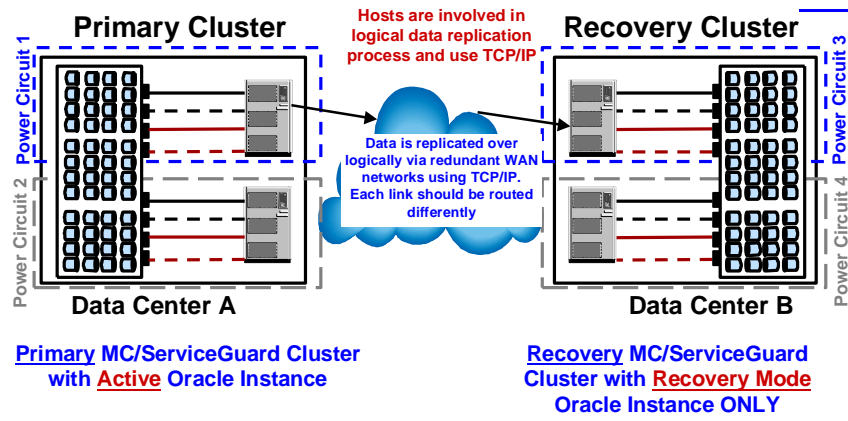 Primary Cluster
Hosts are involved in
logical data replication
process and use TCP/IP
Recovery Cluster
Power Circuit 1
Power Circuit 2
Data is replicated over
logically via redundant WAN
networks using TCP/IP.
Each link should be routed
differently
Power Circuit 3
Power Circuit 4
Data Center A
Data Center B
Primary MC/ServiceGuard Cluster
with Active Oracle Instance
Recovery MC/ServiceGuard
Cluster with Recovery Mode
Oracle Instance ONLY